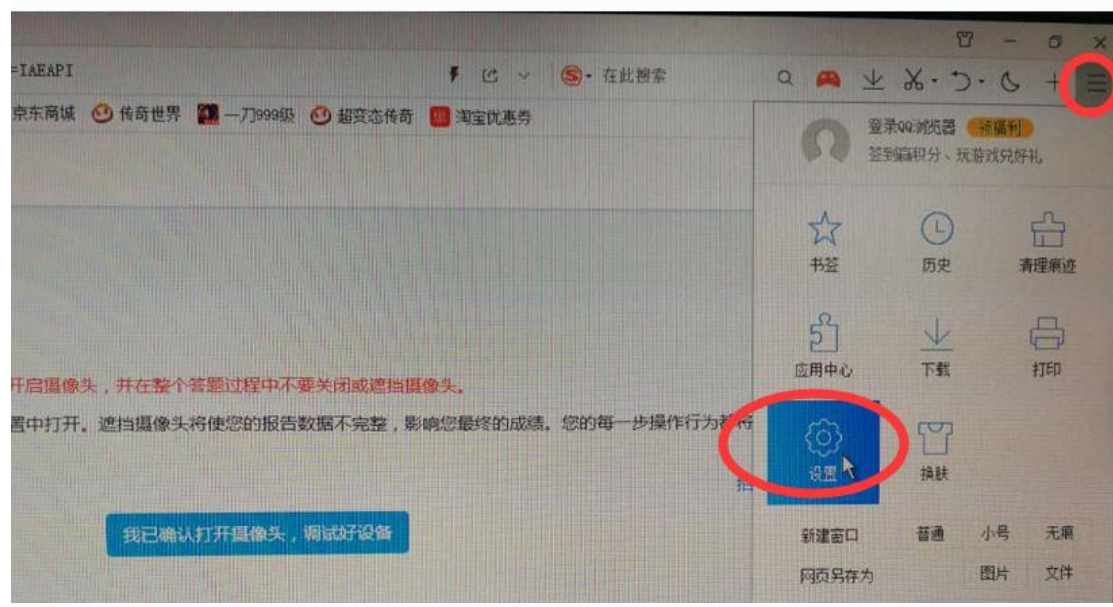 =IAEAPI
在此搜索
京东商城 传奇世界 一刀999级 超变态传奇 淘宝优惠券
登录QQ浏览器 领福利
签到赢积分、玩游戏兑好礼
书签 历史 清理痕迹
应用中心 下载 打印
开启摄像头，并在整个答题过程中不要关闭或遮挡摄像头。
置中打开。遮挡摄像头将使您的报告数据不完整，影响您最终的成绩。您的每一步操作行为都将
设置 换肤
我已确认打开摄像头，调试好设备
新建窗口 普通 小号 无痕
网页另存为 图片 文件